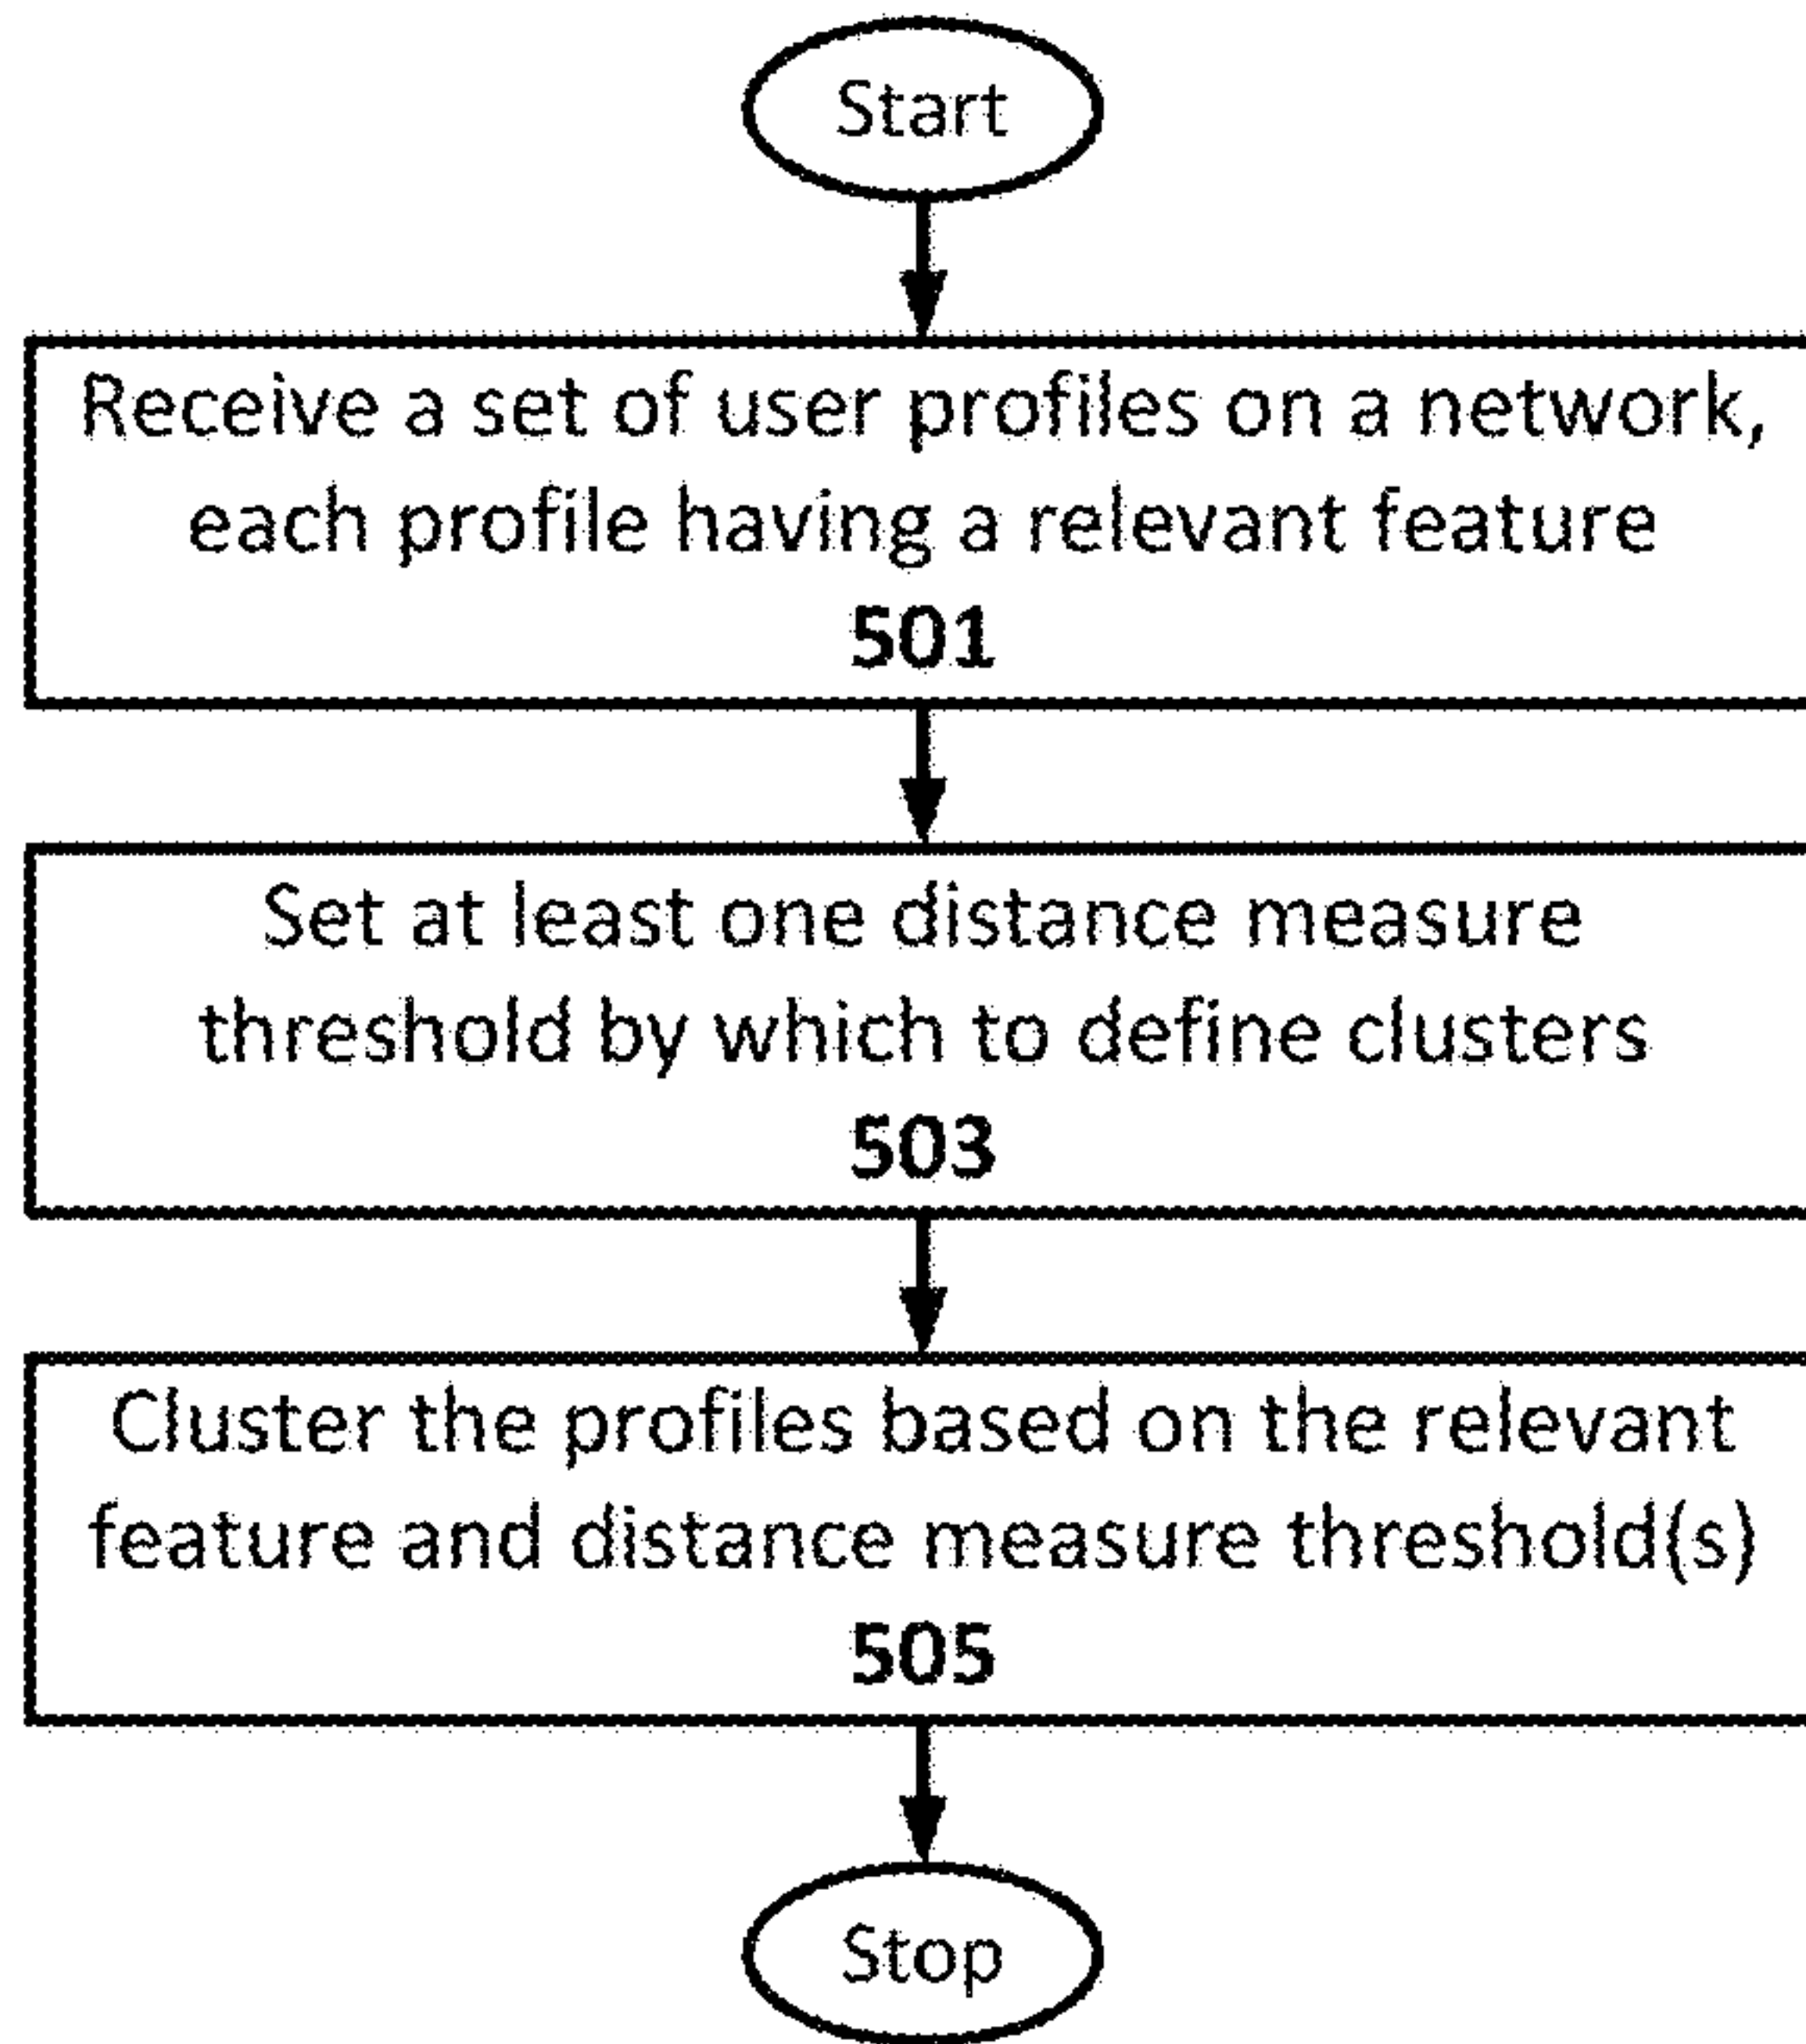 Start
Receive a set of user profiles on a network,
each profile having a relevant feature
501
Set at least one distance measure
threshold by which to define clusters
503
Cluster the profiles based on the relevant
feature and distance measure threshold(s)
505
Stop